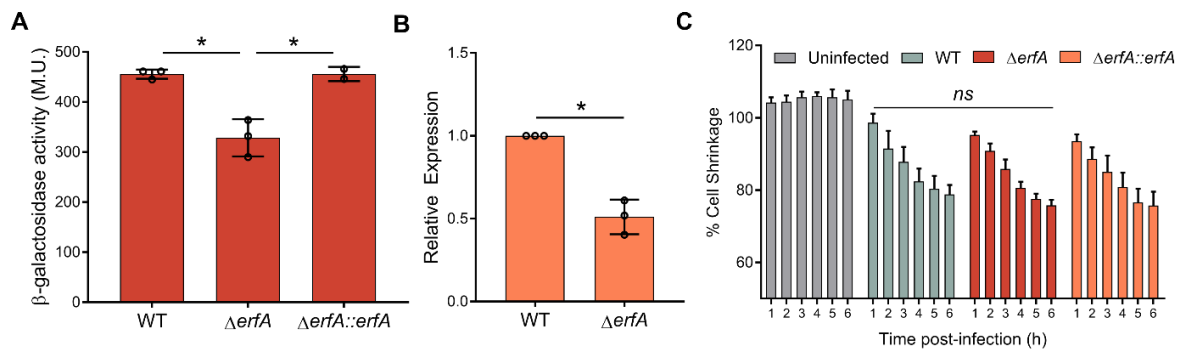 A
β-galactosidase activity (M.U.)
500
400
300
200
100
0
*
*
WT
ΔerfA
ΔerfA::erfA
B
Relative Expression
1.5
1.0
0.5
0.0
*
WT
ΔerfA
C
Uninfected WT ΔerfA ΔerfA::erfA
% Cell Shrinkage
120
100
80
60
ns
1 2 3 4 5 6 1 2 3 4 5 6 1 2 3 4 5 6 1 2 3 4 5 6
Time post-infection (h)